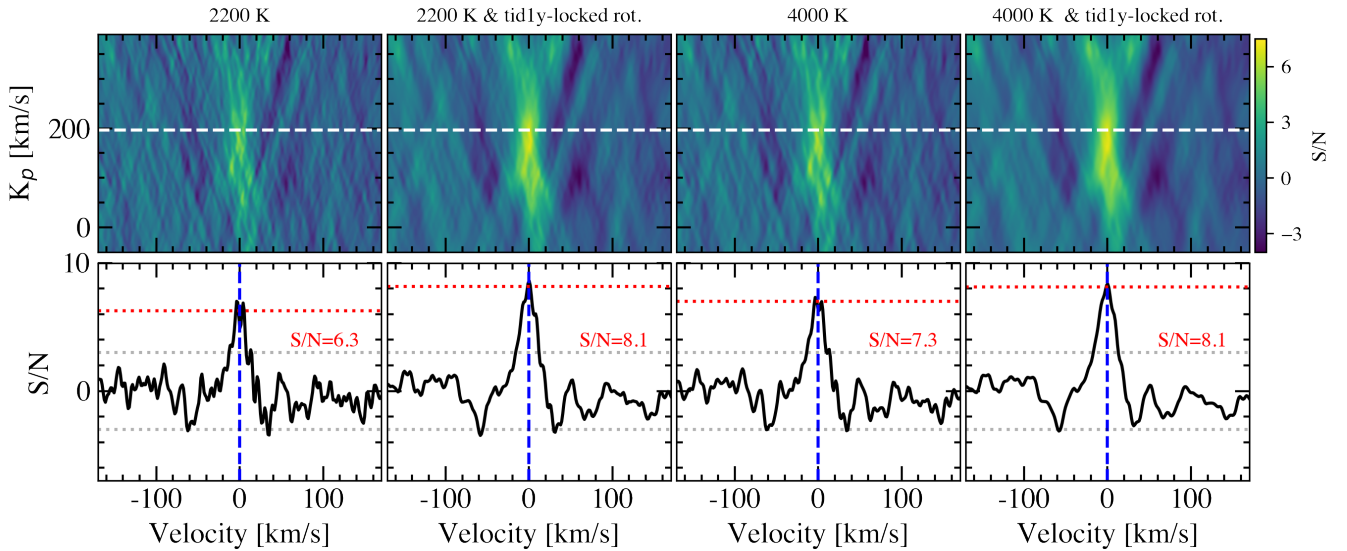 2200 K
2200 K & tid1y-locked rot.
4000 K
4000 K & tid1y-locked rot.
K_p [km/s]
200
0
6
3
0
−3
S/N
S/N
10
0
S/N=6.3
S/N=8.1
S/N=7.3
S/N=8.1
-100 0 100
-100 0 100
-100 0 100
-100 0 100
Velocity [km/s]
Velocity [km/s]
Velocity [km/s]
Velocity [km/s]